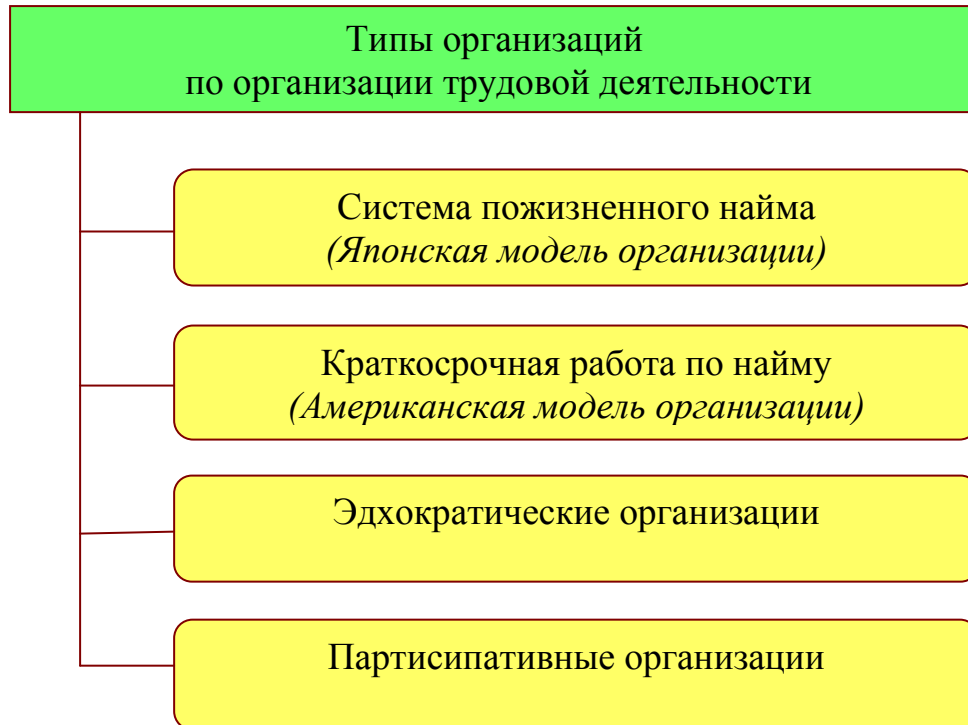 Типы организаций
по организации трудовой деятельности
Система пожизненного найма
(Японская модель организации)
Краткосрочная работа по найму
(Американская модель организации)
Эдхократические организации
Партисипативные организации